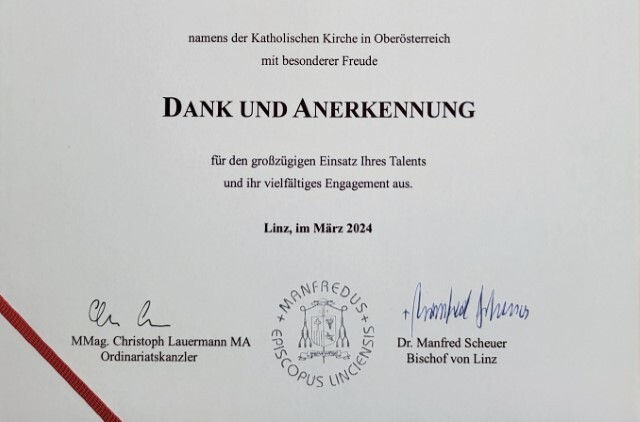 namens der Katholischen Kirche in Oberösterreich
mit besonderer Freude
DANK UND ANERKENNUNG
für den großzügigen Einsatz Ihres Talents
und ihr vielfältiges Engagement aus.
Linz, im März 2024
+ MANFREDUS +
EPISCOPUS LINCIENSIS
+ Manfred Scheuer
MMag. Christoph Lauermann MA
Ordinariatskanzler
Dr. Manfred Scheuer
Bischof von Linz